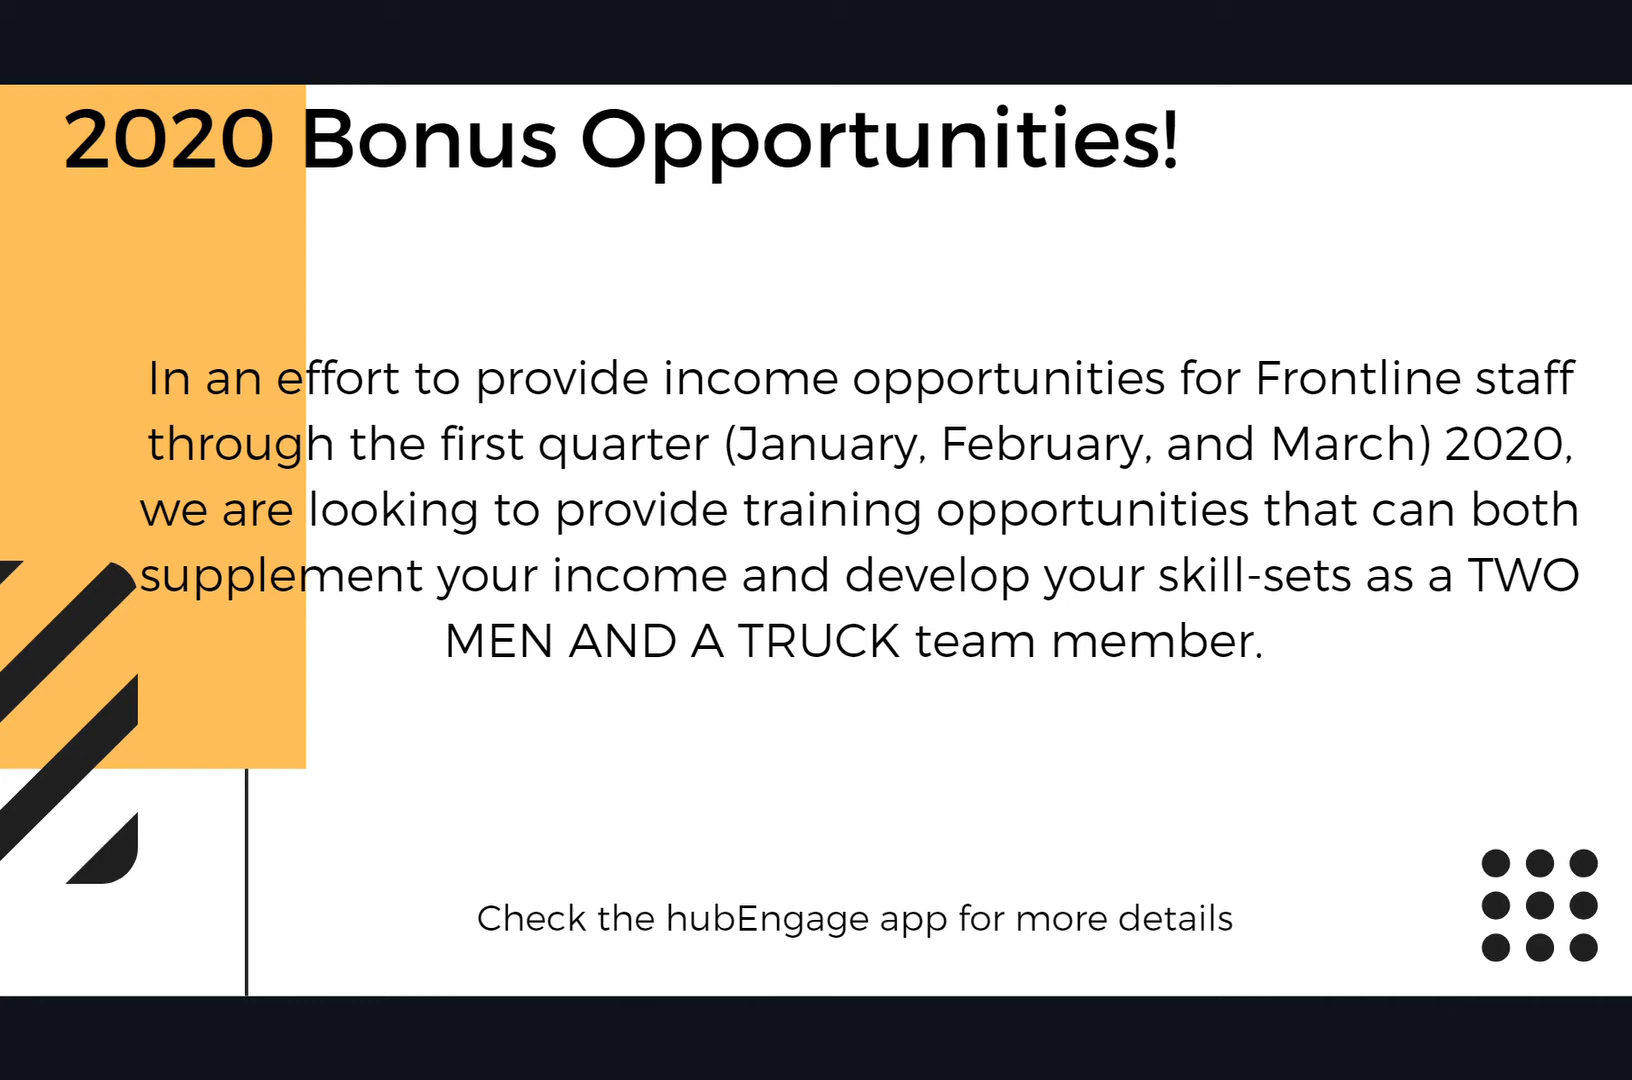 2020 Bonus Opportunities!
In an effort to provide income opportunities for Frontline staff
through the first quarter (January, February, and March) 2020,
we are looking to provide training opportunities that can both
supplement your income and develop your skill-sets as a TWO
MEN AND A TRUCK team member.
Check the hubEngage app for more details